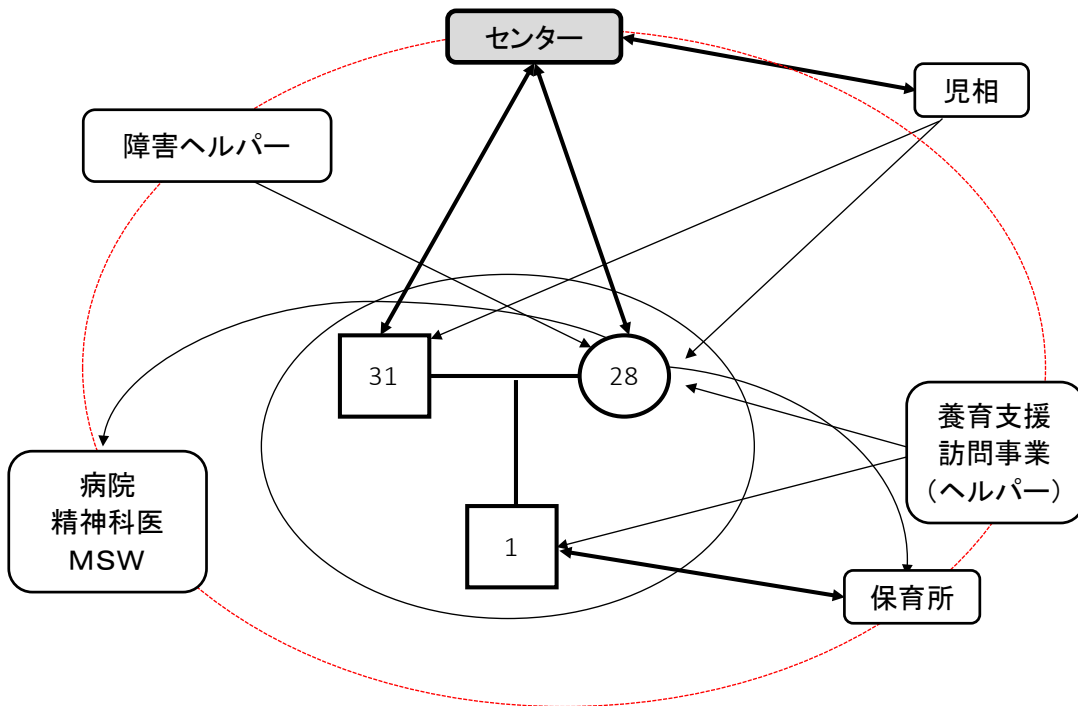 センター
児相
障害ヘルパー
31
28
養育支援
訪問事業
（ヘルパー）
病院
精神科医
ＭＳＷ
1
保育所